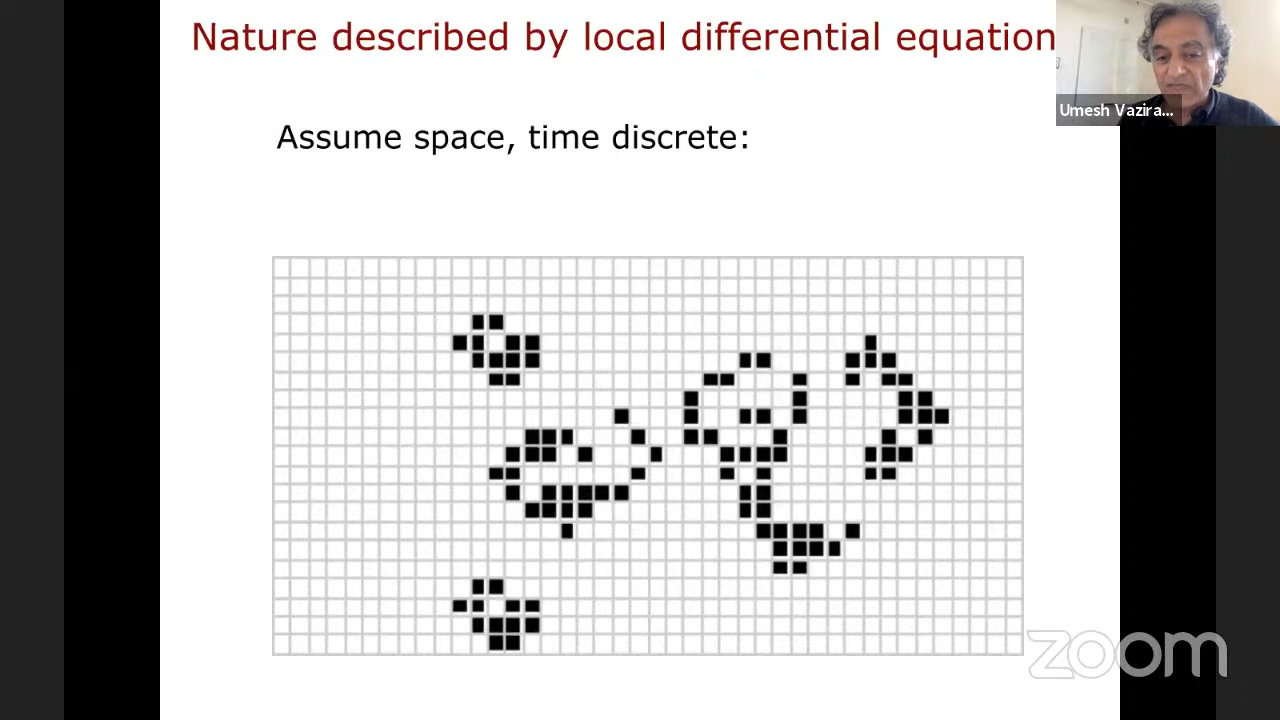 Nature described by local differential equation
Umesh Vazira...
Assume space, time discrete:
zoom